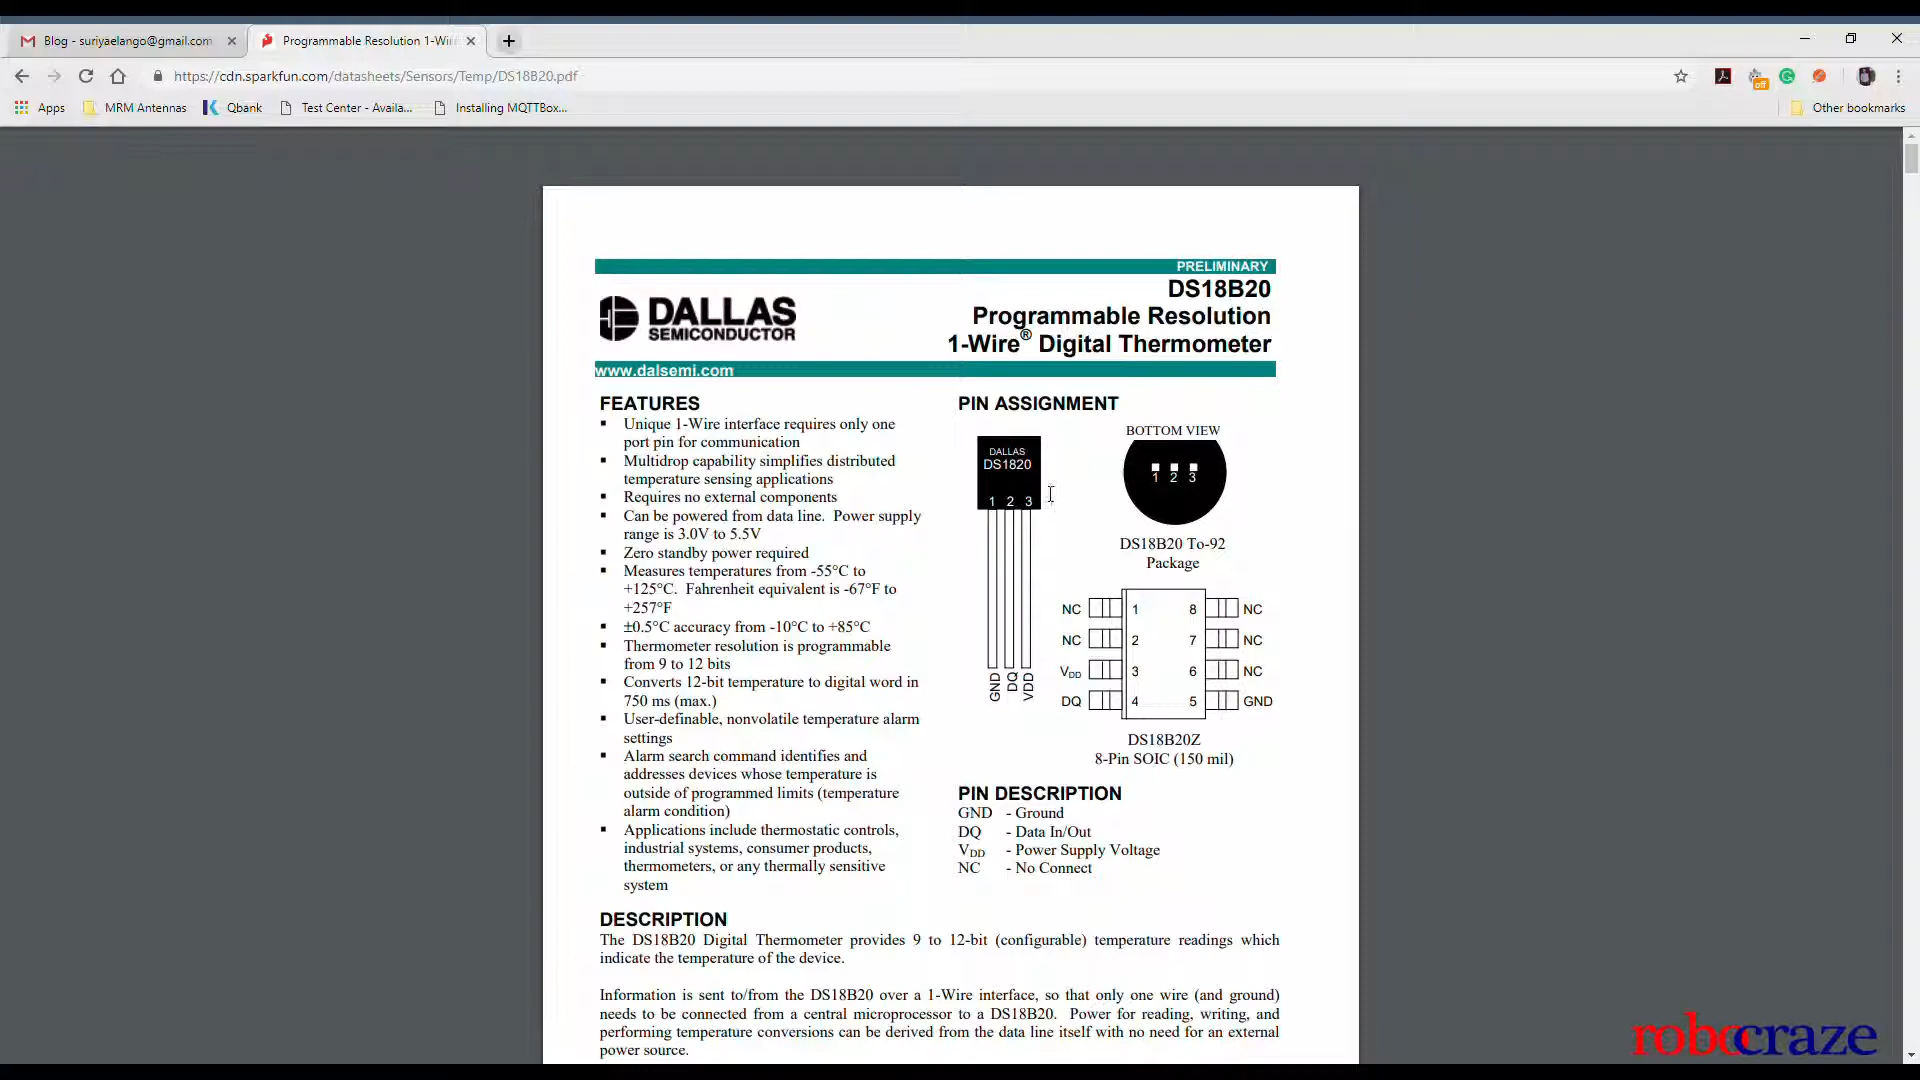 Blog - suriyaelango@gmail.com
Programmable Resolution 1-Wir
https://cdn.sparkfun.com/datasheets/Sensors/Temp/DS18B20.pdf
off
Apps
MRM Antennas
Qbank
Test Center - Availa...
Installing MQTTBox...
Other bookmarks
PRELIMINARY
DALLAS
SEMICONDUCTOR
DS18B20
Programmable Resolution
1-Wire® Digital Thermometer
www.dalsemi.com
FEATURES
▪ Unique 1-Wire interface requires only one
port pin for communication
▪ Multidrop capability simplifies distributed
temperature sensing applications
▪ Requires no external components
▪ Can be powered from data line. Power supply
range is 3.0V to 5.5V
▪ Zero standby power required
▪ Measures temperatures from -55°C to
+125°C. Fahrenheit equivalent is -67°F to
+257°F
▪ ±0.5°C accuracy from -10°C to +85°C
▪ Thermometer resolution is programmable
from 9 to 12 bits
▪ Converts 12-bit temperature to digital word in
750 ms (max.)
▪ User-definable, nonvolatile temperature alarm
settings
▪ Alarm search command identifies and
addresses devices whose temperature is
outside of programmed limits (temperature
alarm condition)
▪ Applications include thermostatic controls,
industrial systems, consumer products,
thermometers, or any thermally sensitive
system
PIN ASSIGNMENT
DALLAS
DS1820
1 2 3
GND DQ VDD
BOTTOM VIEW
1 2 3
DS18B20 To-92
Package
NC 1 8 NC
NC 2 7 NC
VDD 3 6 NC
DQ 4 5 GND
DS18B20Z
8-Pin SOIC (150 mil)
PIN DESCRIPTION
GND - Ground
DQ - Data In/Out
VDD - Power Supply Voltage
NC - No Connect
DESCRIPTION
The DS18B20 Digital Thermometer provides 9 to 12-bit (configurable) temperature readings which
indicate the temperature of the device.
Information is sent to/from the DS18B20 over a 1-Wire interface, so that only one wire (and ground)
needs to be connected from a central microprocessor to a DS18B20. Power for reading, writing, and
performing temperature conversions can be derived from the data line itself with no need for an external
power source.
robocraze